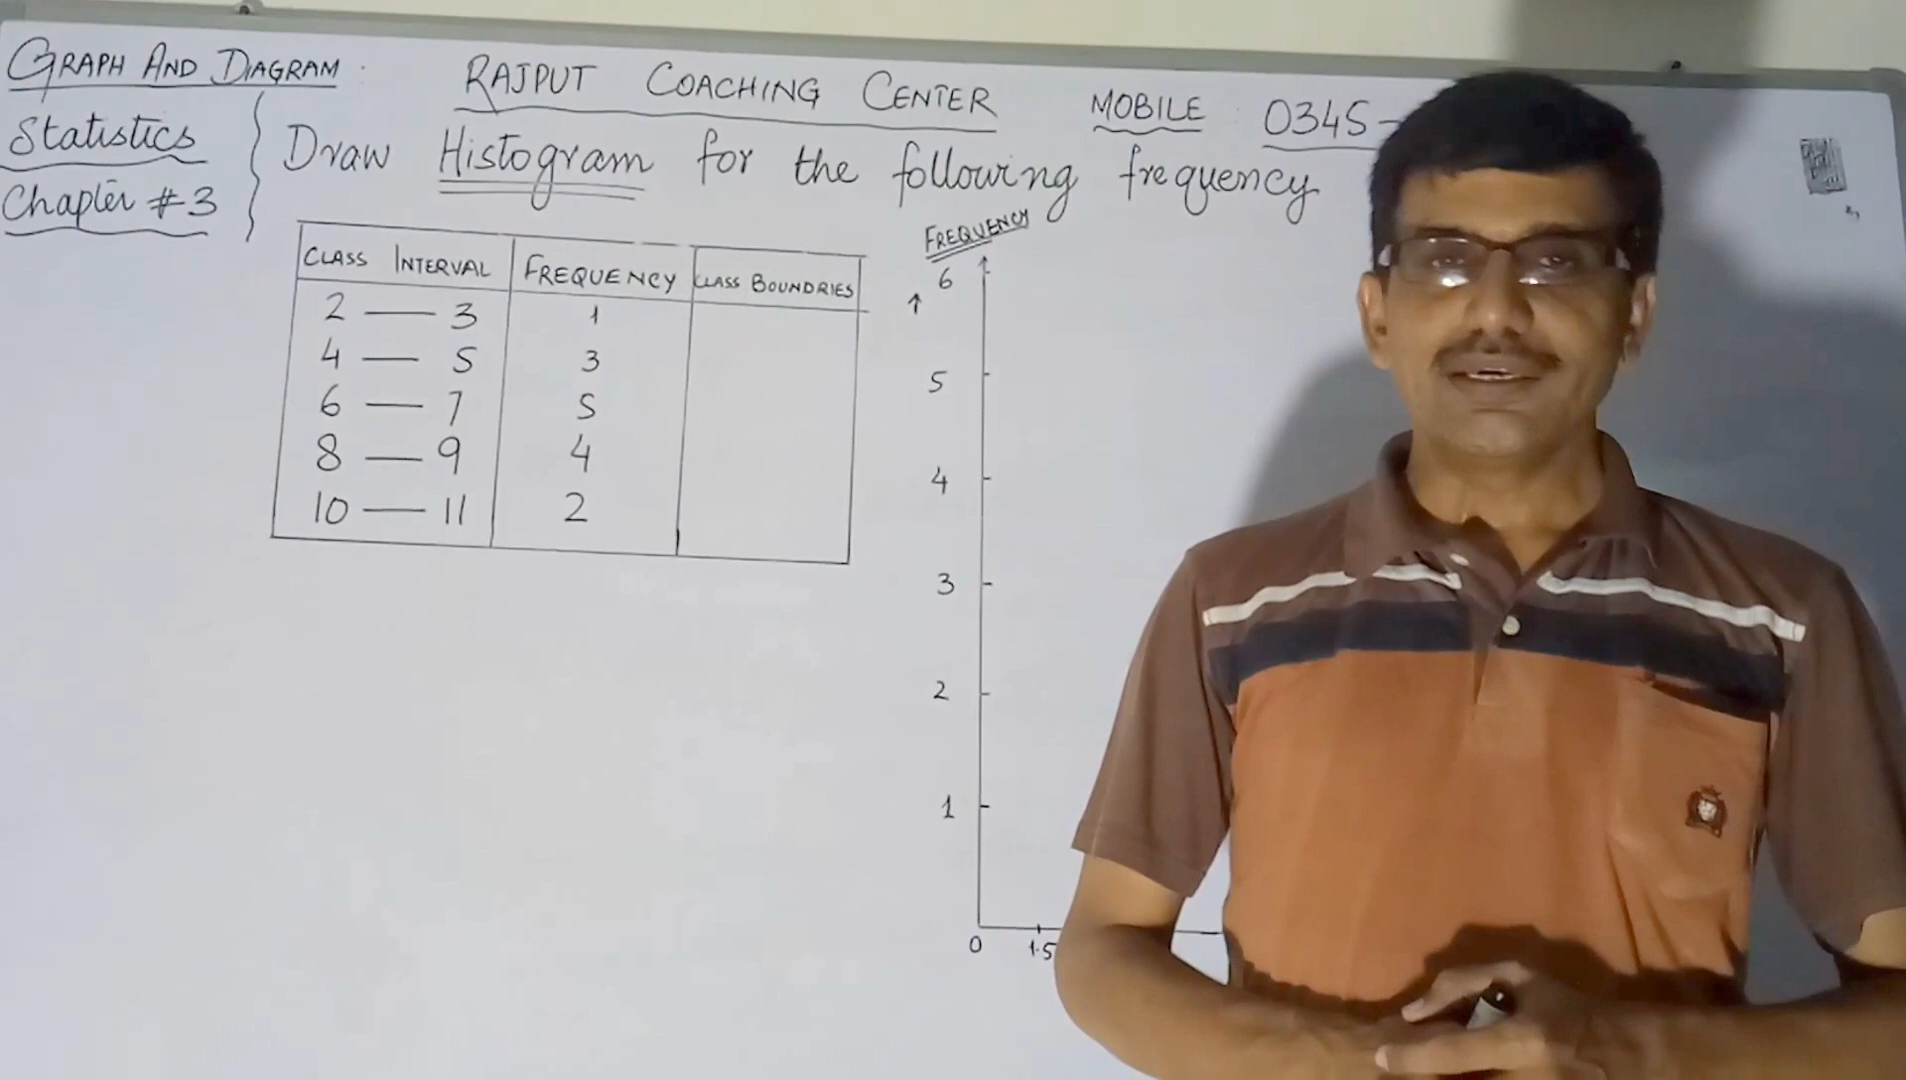 GRAPH AND DIAGRAM :
RAJPUT COACHING CENTER
MOBILE : 0345-
Statistics
Chapter #3
Draw Histogram for the following frequency
CLASS INTERVAL FREQUENCY CLASS BOUNDRIES
2 — 3 1
4 — 5 3
6 — 7 5
8 — 9 4
10 — 11 2
FREQUENCY
6
5
4
3
2
1
0 1.5